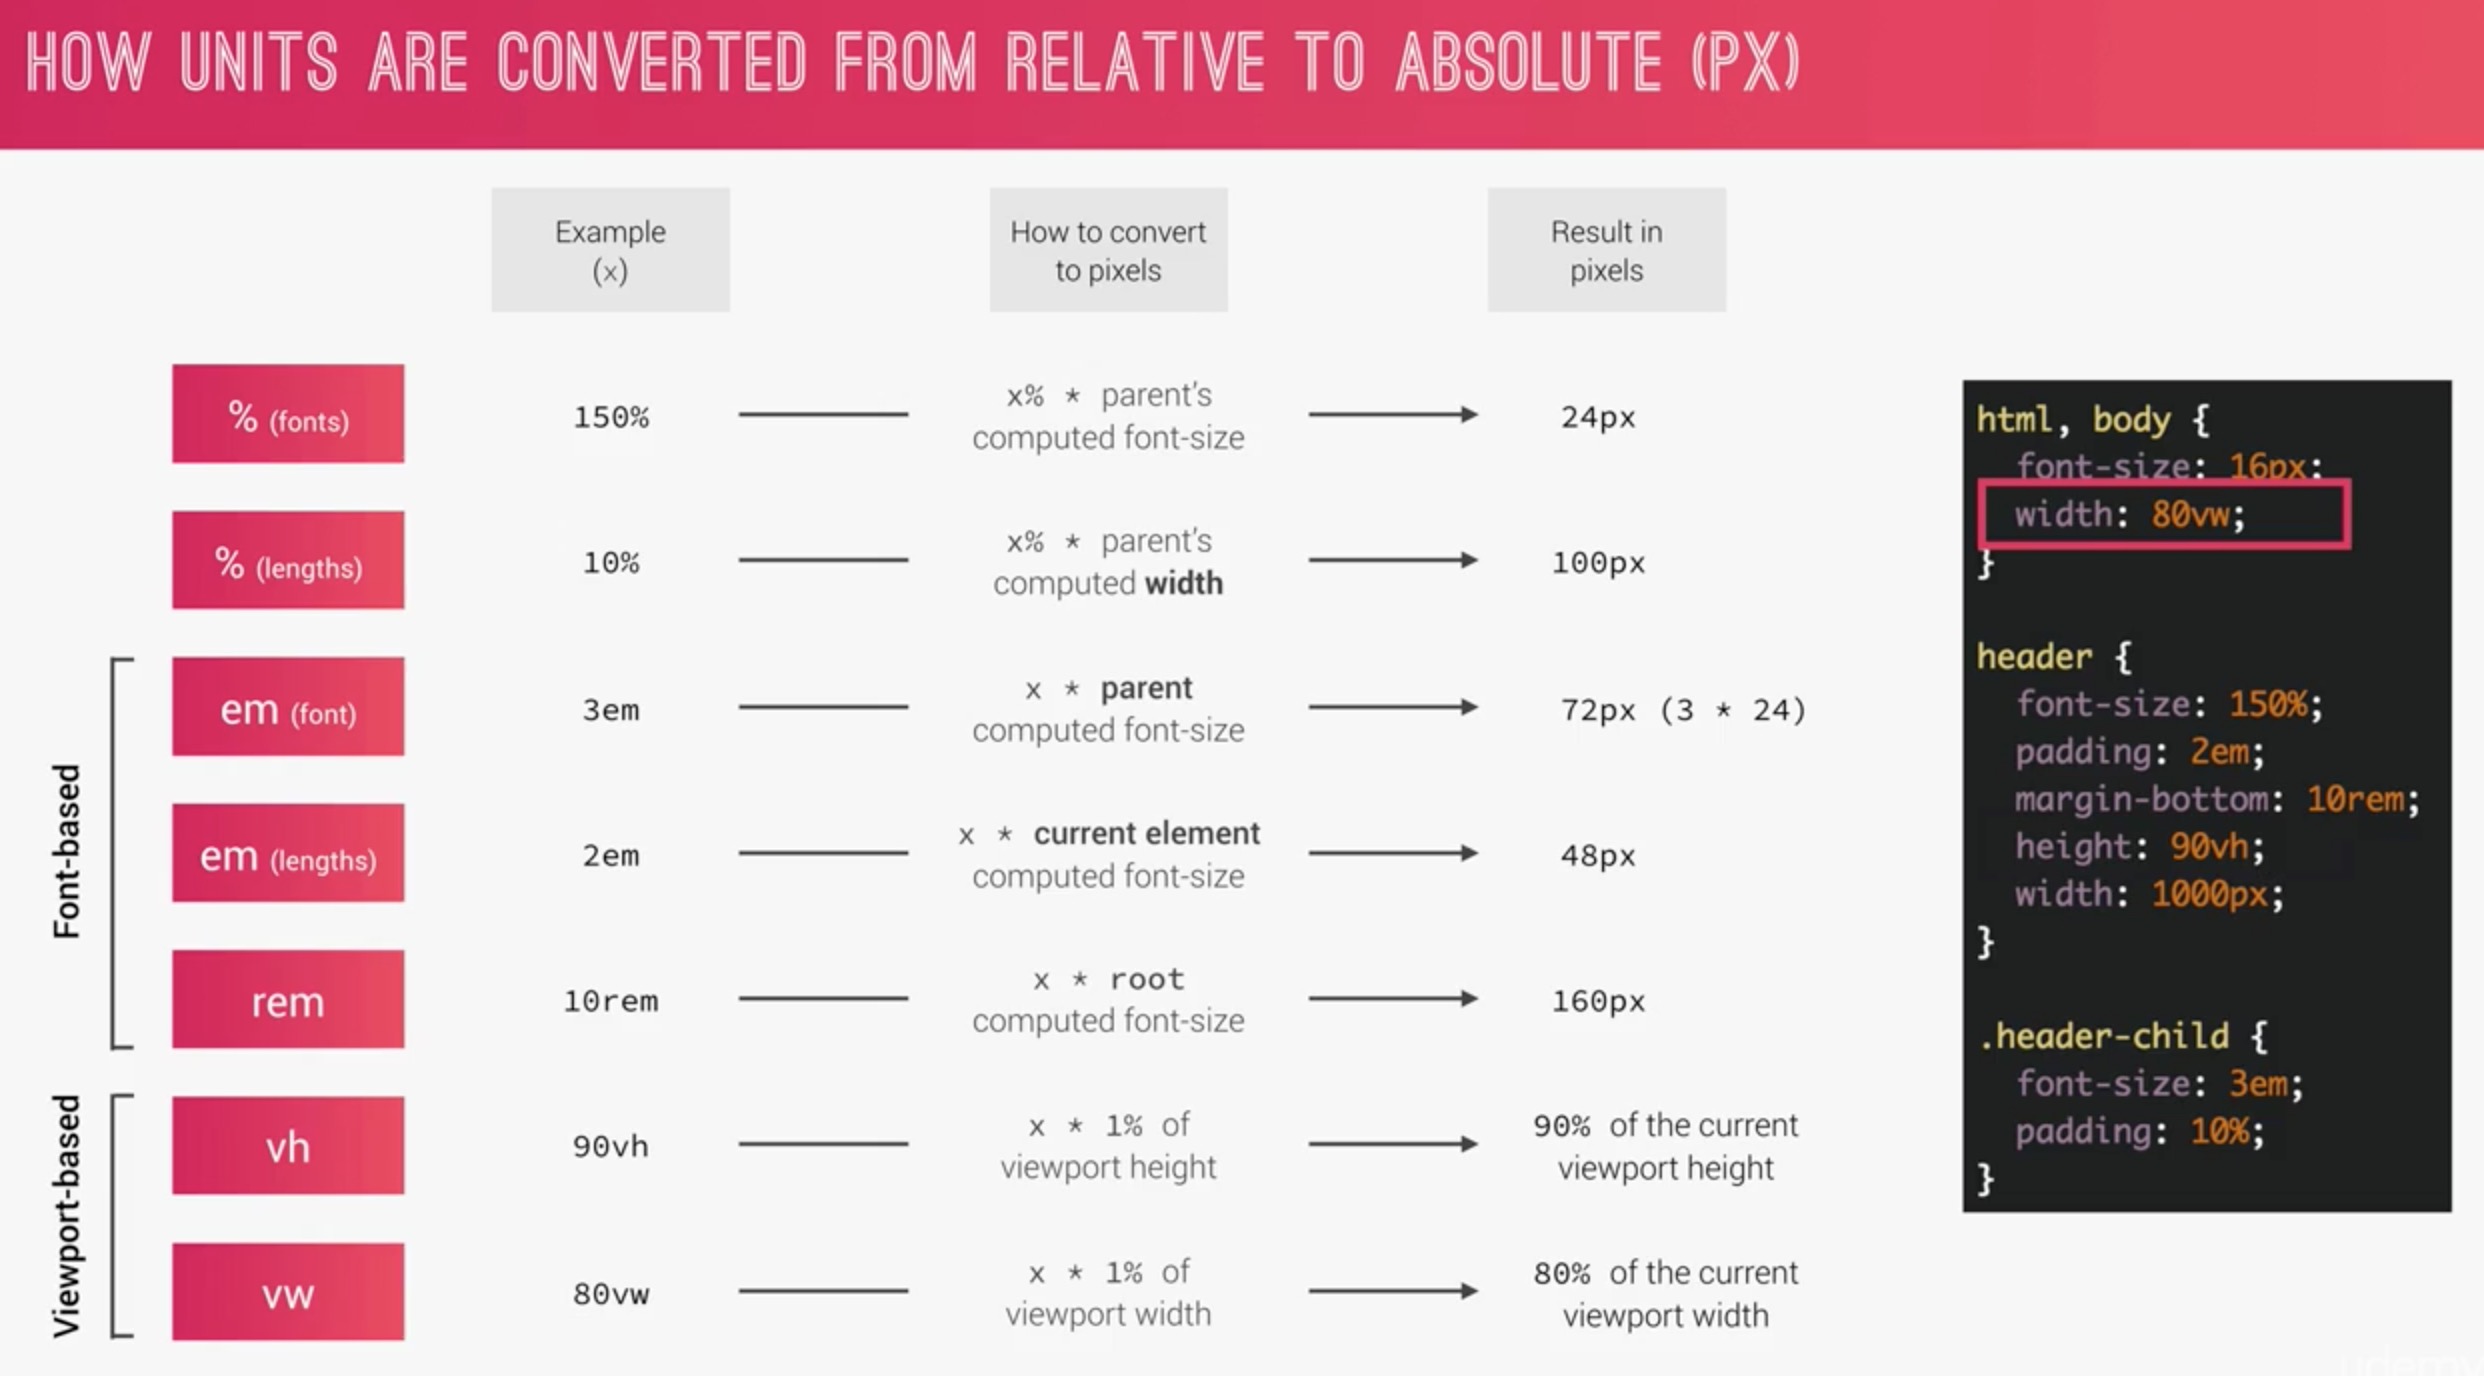 HOW UNITS ARE CONVERTED FROM RELATIVE TO ABSOLUTE (PX)
Example
(x)
How to convert
to pixels
Result in
pixels
% (fonts)
150%
x% * parent's
computed font-size
24px
% (lengths)
10%
x% * parent's
computed width
100px
Font-based
em (font)
3em
x * parent
computed font-size
72px (3 * 24)
em (lengths)
2em
x * current element
computed font-size
48px
rem
10rem
x * root
computed font-size
160px
Viewport-based
vh
90vh
x * 1% of
viewport height
90% of the current
viewport height
vw
80vw
x * 1% of
viewport width
80% of the current
viewport width
html, body {
font-size: 16px;
width: 80vw;
}
header {
font-size: 150%;
padding: 2em;
margin-bottom: 10rem;
height: 90vh;
width: 1000px;
}
.header-child {
font-size: 3em;
padding: 10%;
}
udemy